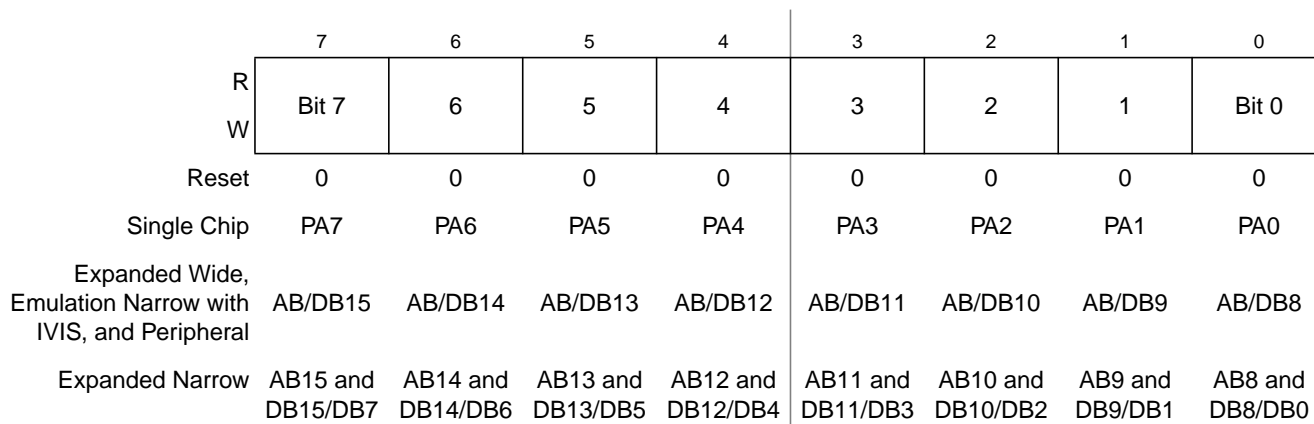 7 6 5 4 3 2 1 0
R
W
Bit 7 6 5 4 3 2 1 Bit 0
Reset 0 0 0 0 0 0 0 0
Single Chip PA7 PA6 PA5 PA4 PA3 PA2 PA1 PA0
Expanded Wide,
Emulation Narrow with AB/DB15 AB/DB14 AB/DB13 AB/DB12 AB/DB11 AB/DB10 AB/DB9 AB/DB8
IVIS, and Peripheral
Expanded Narrow AB15 and AB14 and AB13 and AB12 and AB11 and AB10 and AB9 and AB8 and
DB15/DB7 DB14/DB6 DB13/DB5 DB12/DB4 DB11/DB3 DB10/DB2 DB9/DB1 DB8/DB0